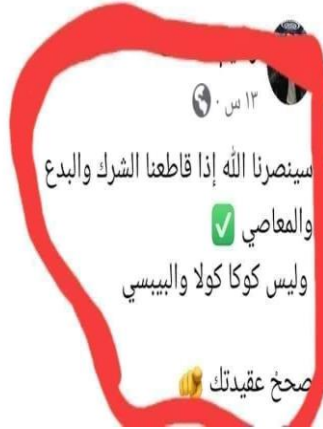 ١٣ س ·
سينصرنا الله إذا قاطعنا الشرك والبدع
والمعاصي ✅
وليس كوكا كولا والبيبسي
صحح عقيدتك 🫵